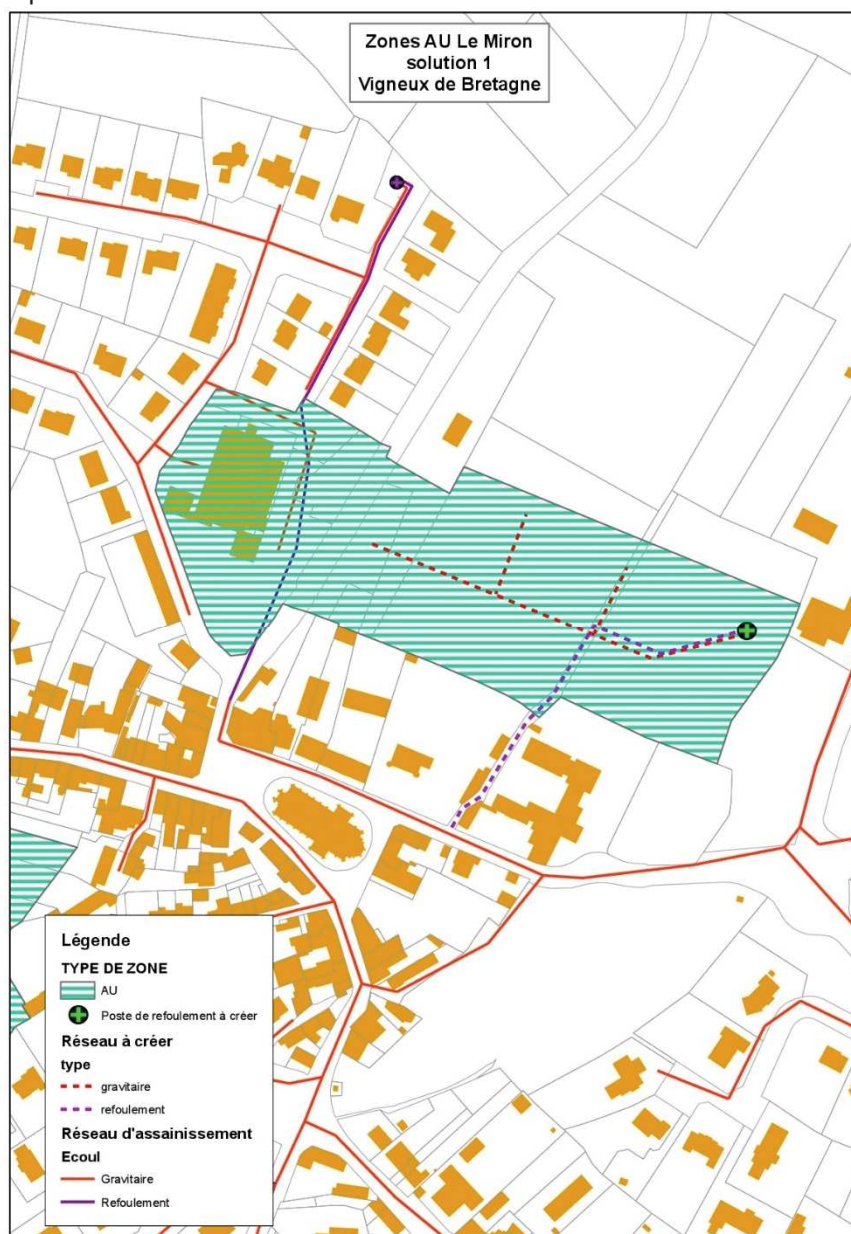 Zones AU Le Miron
solution 1
Vigneux de Bretagne
Légende
TYPE DE ZONE
AU
Poste de refoulement à créer
Réseau à créer
type
gravitaire
refoulement
Réseau d'assainissement
Ecoul
Gravitaire
Refoulement